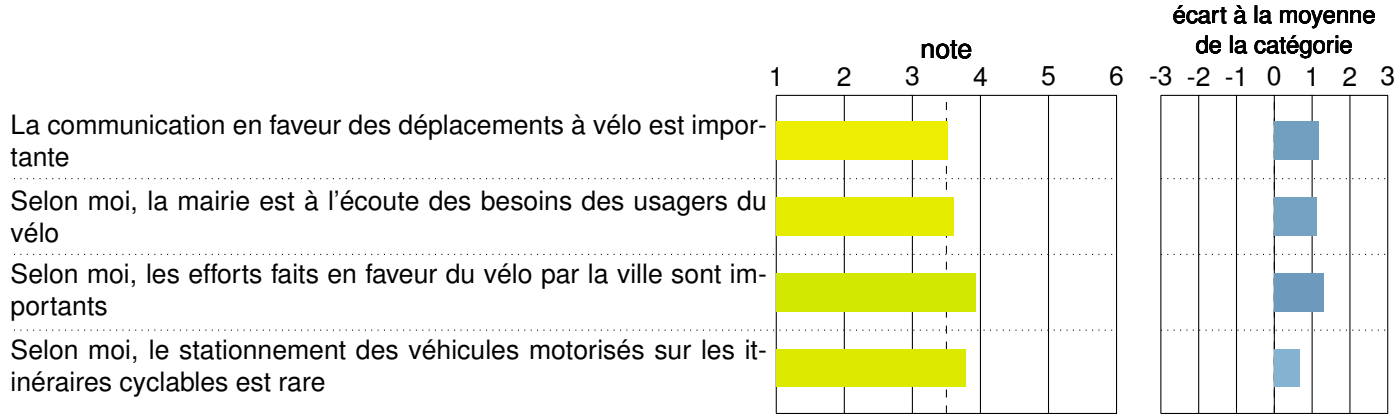 écart à la moyenne
de la catégorie
note
1 2 3 4 5 6
-3 -2 -1 0 1 2 3
La communication en faveur des déplacements à vélo est impor-
tante
Selon moi, la mairie est à l'écoute des besoins des usagers du
vélo
Selon moi, les efforts faits en faveur du vélo par la ville sont im-
portants
Selon moi, le stationnement des véhicules motorisés sur les it-
inéraires cyclables est rare